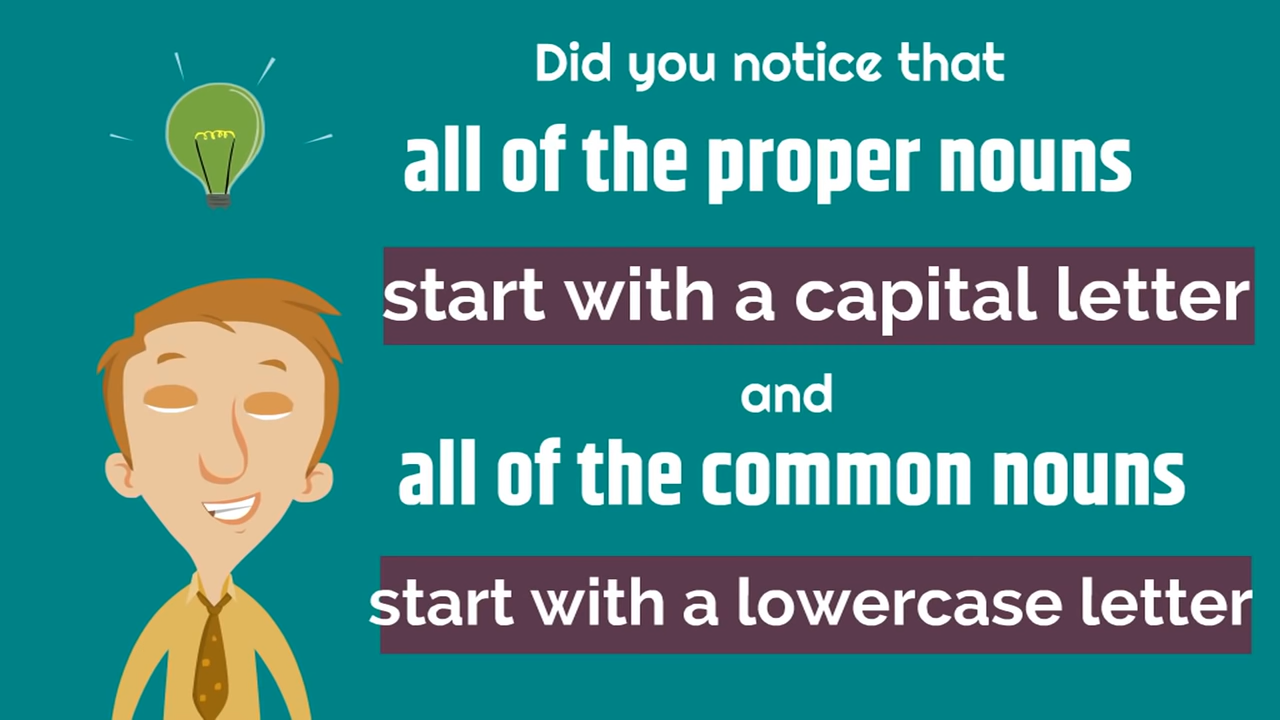 Did you notice that
all of the proper nouns
start with a capital letter
and
all of the common nouns
start with a lowercase letter